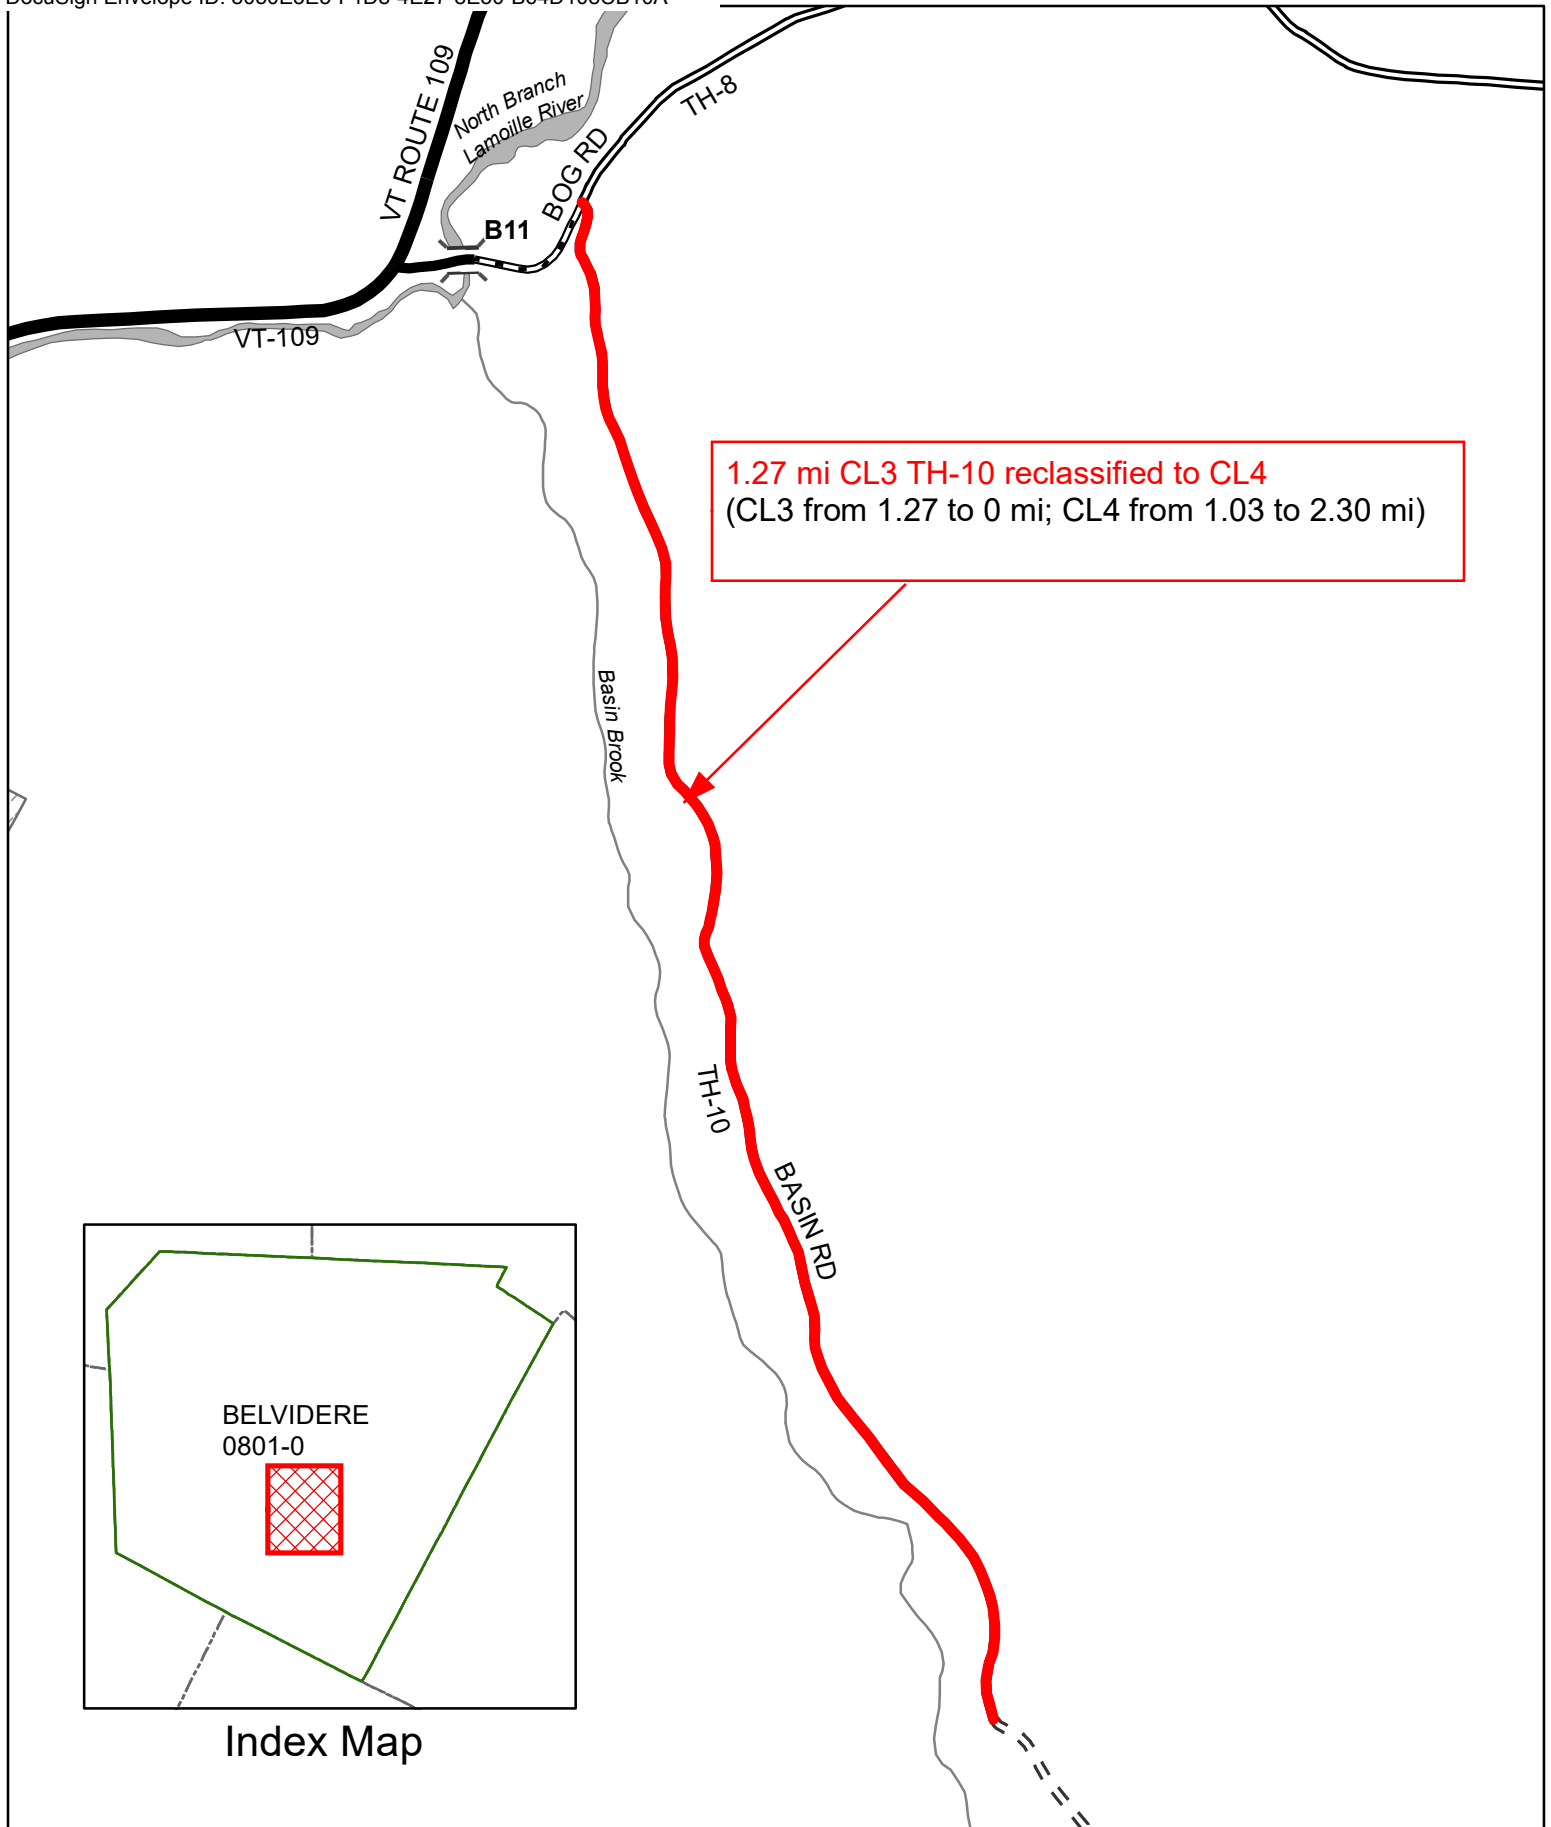 VT ROUTE 109
North Branch
Lamoille River
TH-8
BOG RD
B11
VT-109
1.27 mi CL3 TH-10 reclassified to CL4
(CL3 from 1.27 to 0 mi; CL4 from 1.03 to 2.30 mi)
Basin Brook
TH-10
BASIN RD
BELVIDERE
0801-0
Index Map